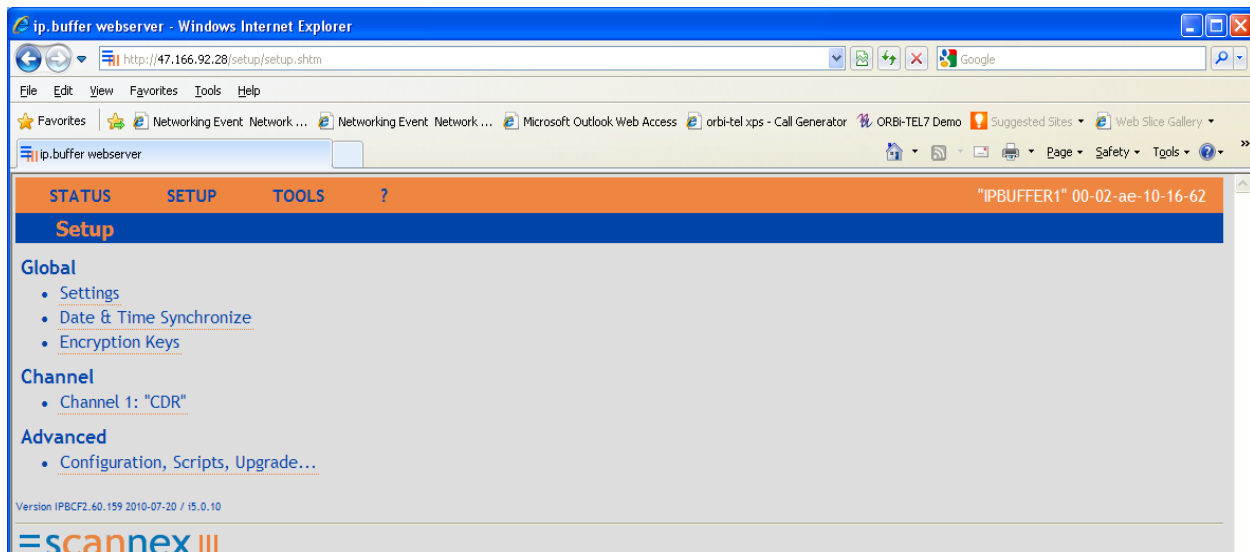 ip.buffer webserver - Windows Internet Explorer
http://47.166.92.28/setup/setup.shtm
Google
File Edit View Favorites Tools Help
Favorites Networking Event Network ... Networking Event Network ... Microsoft Outlook Web Access orbi-tel xps - Call Generator ORBi-TEL7 Demo Suggested Sites Web Slice Gallery
ip.buffer webserver
Page Safety Tools »
STATUS SETUP TOOLS ? "IPBUFFER1" 00-02-ae-10-16-62
Setup
Global
• Settings
• Date & Time Synchronize
• Encryption Keys
Channel
• Channel 1: "CDR"
Advanced
• Configuration, Scripts, Upgrade...
Version IPBCF2.60.159 2010-07-20 / i5.0.10
scannex